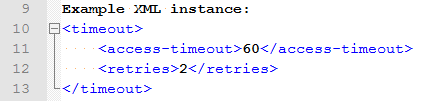 9 Example XML instance:
10 <timeout>
11 <access-timeout>60</access-timeout>
12 <retries>2</retries>
13 </timeout>